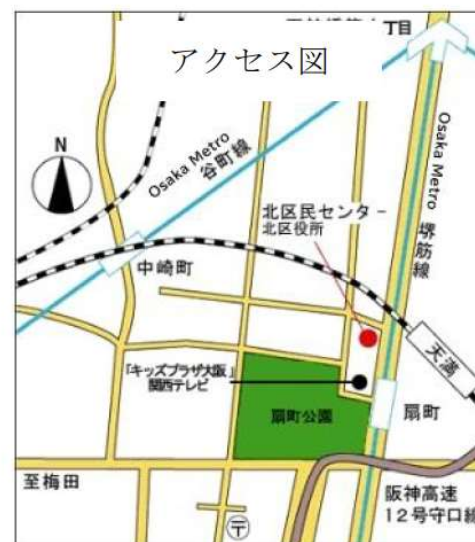 丁目
アクセス図
N
Osaka Metro
谷町線
Osaka Metro 堺筋線
北区民センター
北区役所
中崎町
天満
「キッズプラザ大阪」
関西テレビ
扇町公園
扇町
至梅田
阪神高速
12号守口線
〒